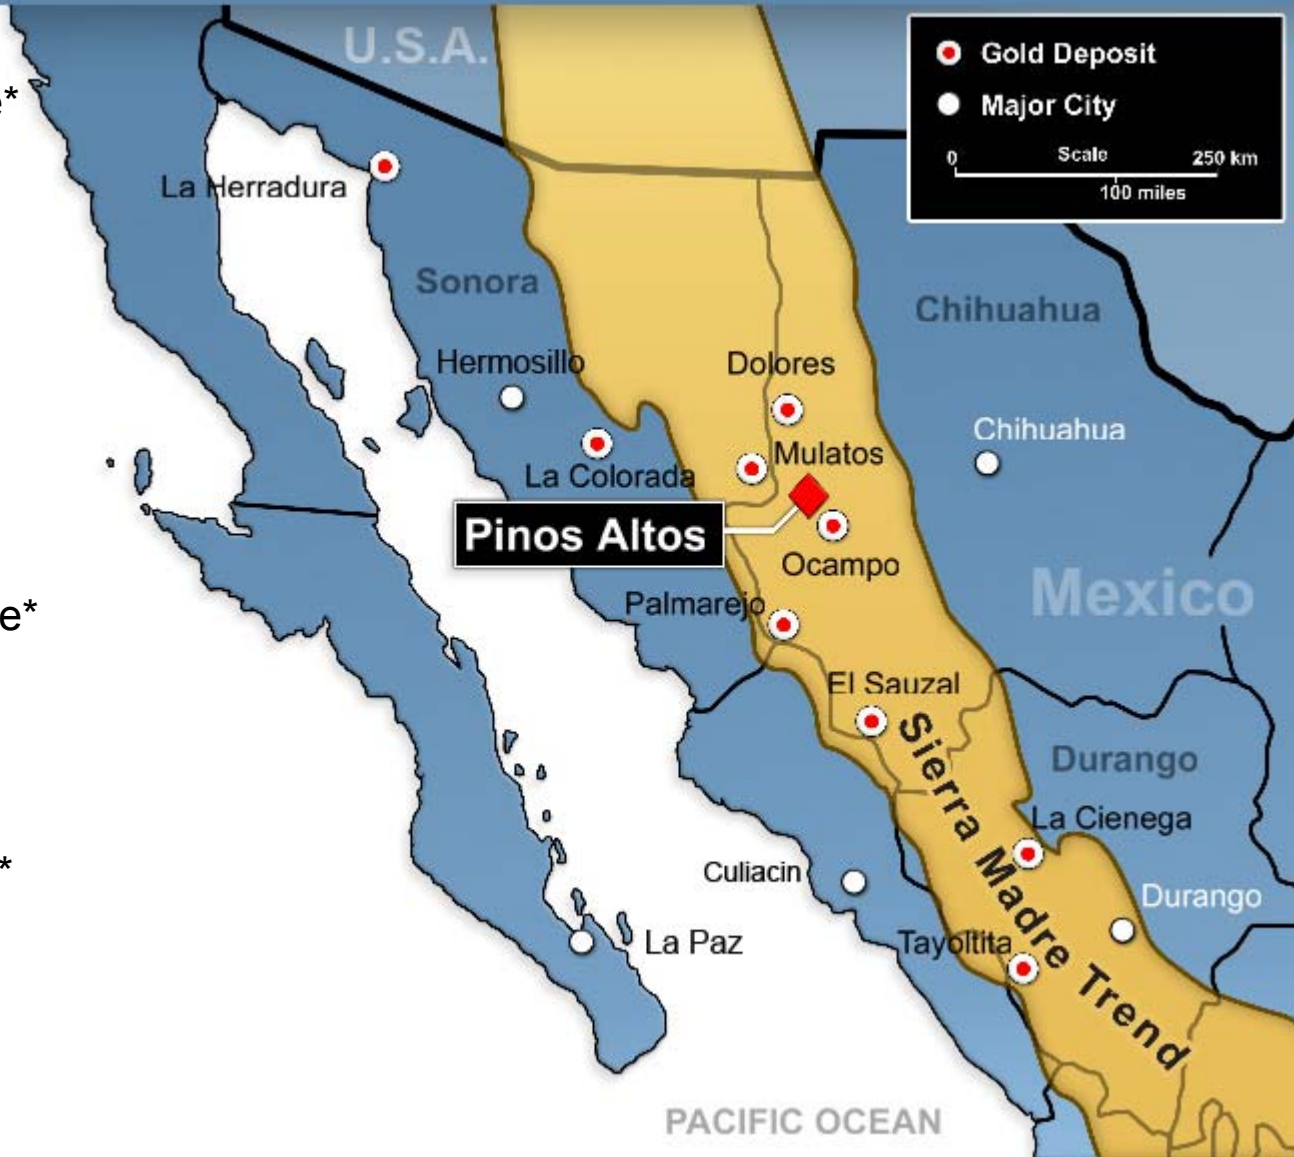 U.S.A.
Gold Deposit
Major City
0 Scale 250 km
100 miles
e*
La Herradura
Sonora
Chihuahua
Hermosillo
Dolores
Chihuahua
Mulatos
La Colorada
Pinos Altos
Ocampo
Mexico
Palmarejo
e*
El Sauzal
Sierra Madre Trend
Durango
La Cienega
*
Culiacin
Durango
Tayoltita
La Paz
PACIFIC OCEAN